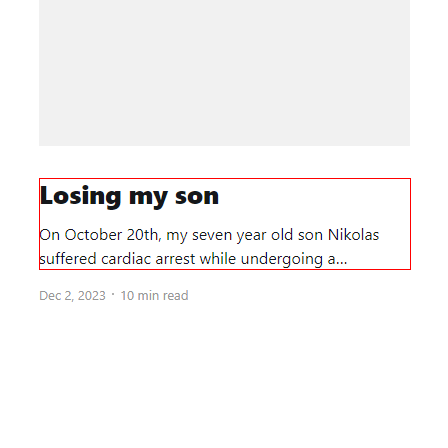 Losing my son
On October 20th, my seven year old son Nikolas
suffered cardiac arrest while undergoing a...
Dec 2, 2023 · 10 min read